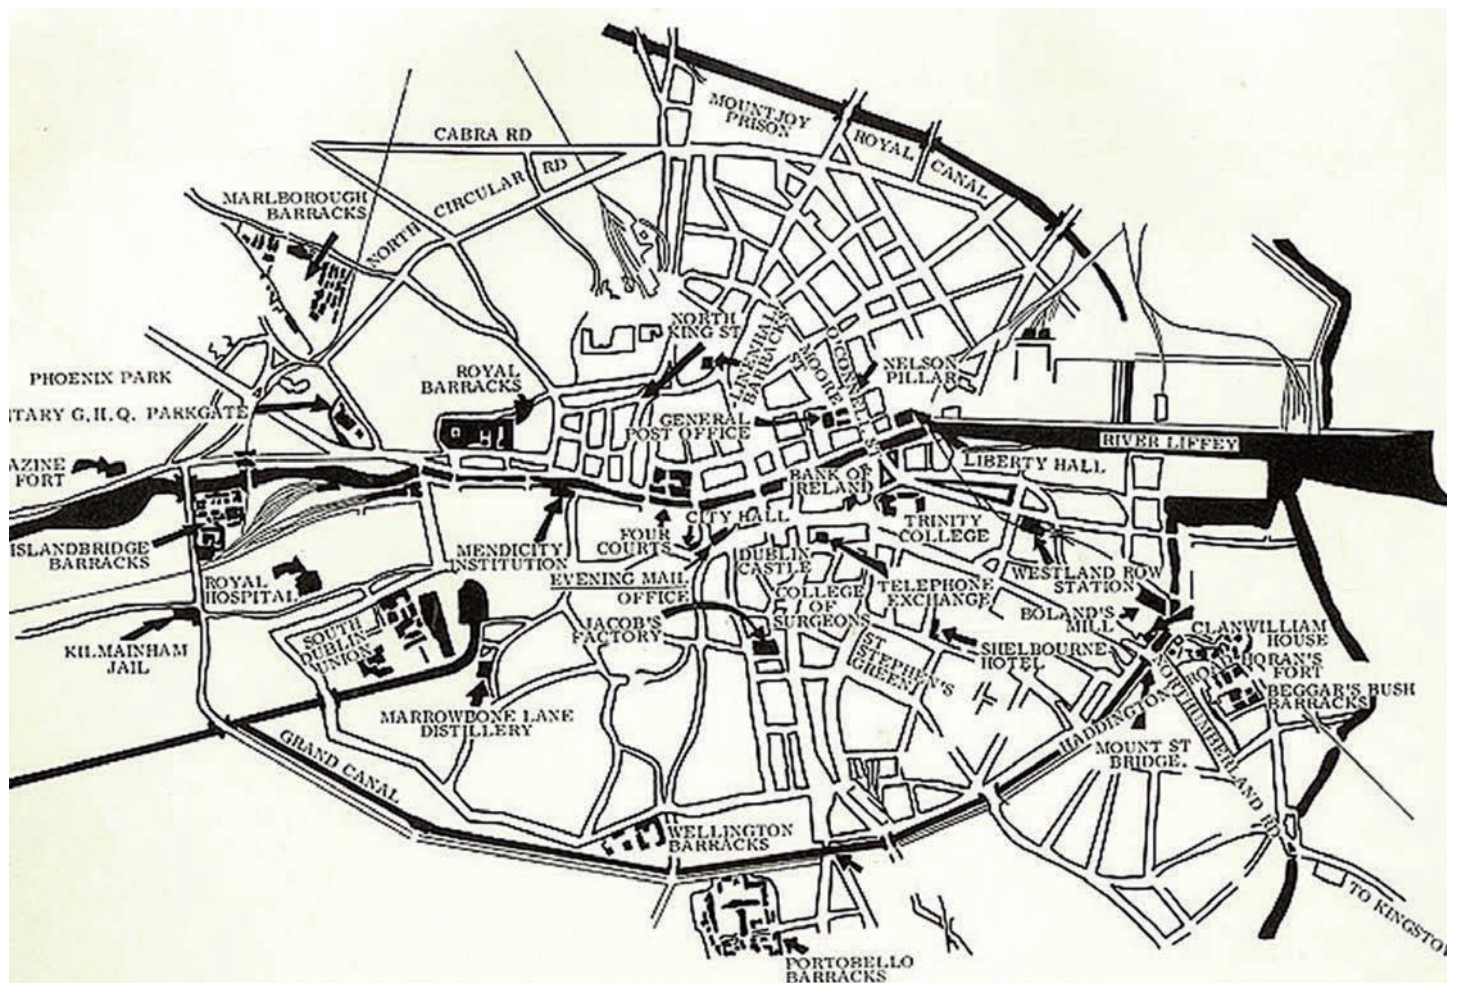 MOUNTJOY
PRISON
ROYAL CANAL
CABRA RD
NORTH CIRCULAR RD
MARLBOROUGH
BARRACKS
NORTH
KING ST
LINENHALL
BARRACKS
MOORE
ST
O'CONNELL ST
NELSON
PILLAR
PHOENIX PARK
ROYAL
BARRACKS
TARY G.H.Q. PARKGATE
GENERAL
POST OFFICE
RIVER LIFFEY
AZINE
FORT
LIBERTY HALL
BANK OF
IRELAND
CITY HALL
TRINITY
COLLEGE
FOUR
COURTS
MENDICITY
INSTITUTION
ISLANDBRIDGE
BARRACKS
DUBLIN
CASTLE
EVENING MAIL
OFFICE
WESTLAND ROW
STATION
ROYAL
HOSPITAL
TELEPHONE
EXCHANGE
COLLEGE
OF
SURGEONS
BOLAND'S
MILL
JACOB'S
FACTORY
CLANWILLIAM
HOUSE
KILMAINHAM
JAIL
SOUTH
DUBLIN
UNION
ST
STEPHEN'S
GREEN
SHELBOURNE
HOTEL
HORAN'S
FORT
BEGGAR'S BUSH
BARRACKS
MARROWBONE LANE
DISTILLERY
HADDINGTON ROAD
NORTHUMBERLAND RD
MOUNT ST
BRIDGE.
GRAND CANAL
WELLINGTON
BARRACKS
TO KINGSTO
PORTOBELLO
BARRACKS